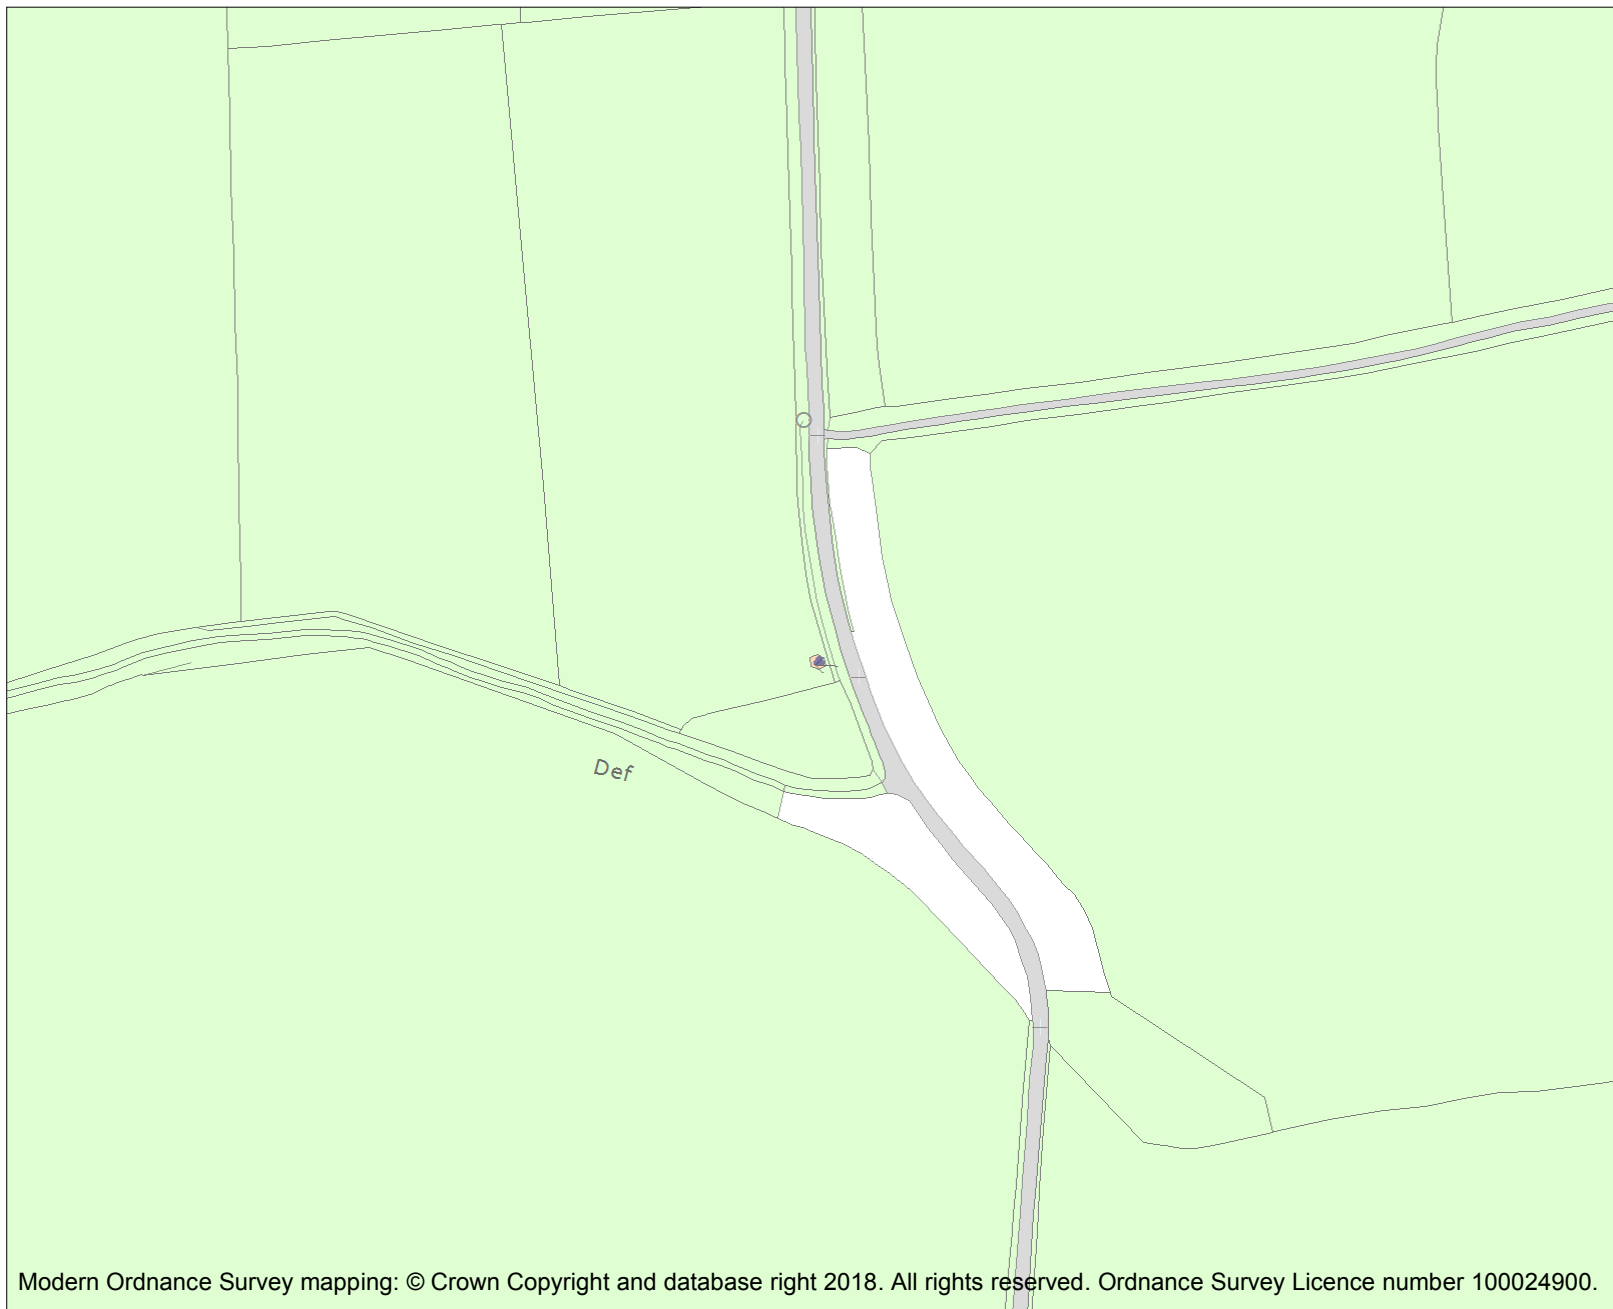 Def
Modern Ordnance Survey mapping: © Crown Copyright and database right 2018. All rights reserved. Ordnance Survey Licence number 100024900.